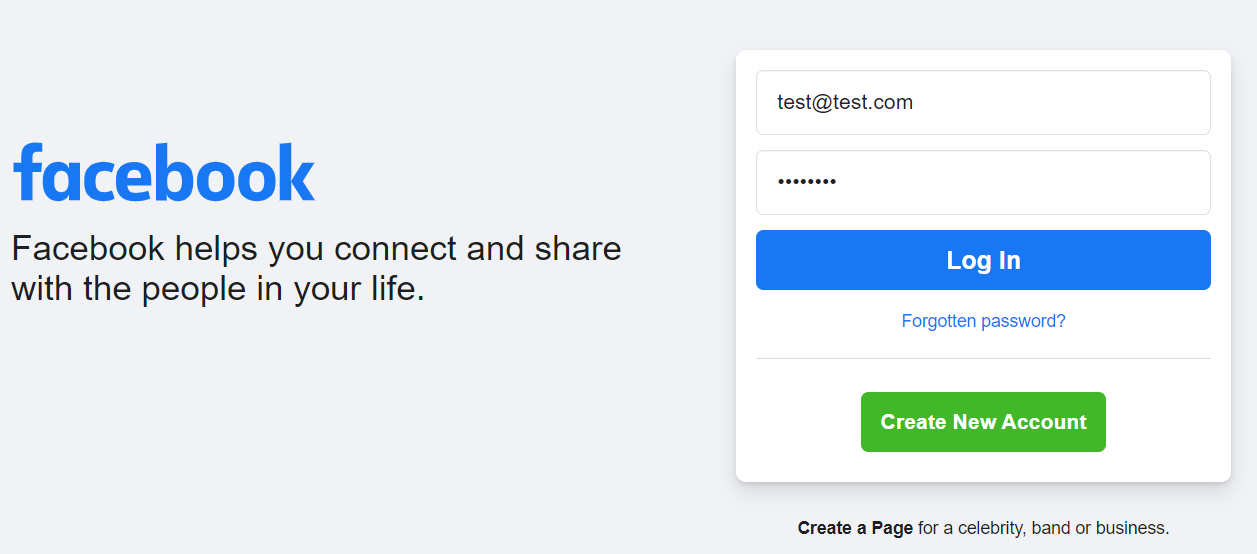 facebook
Facebook helps you connect and share
with the people in your life.
test@test.com
••••••••
Log In
Forgotten password?
Create New Account
Create a Page for a celebrity, band or business.